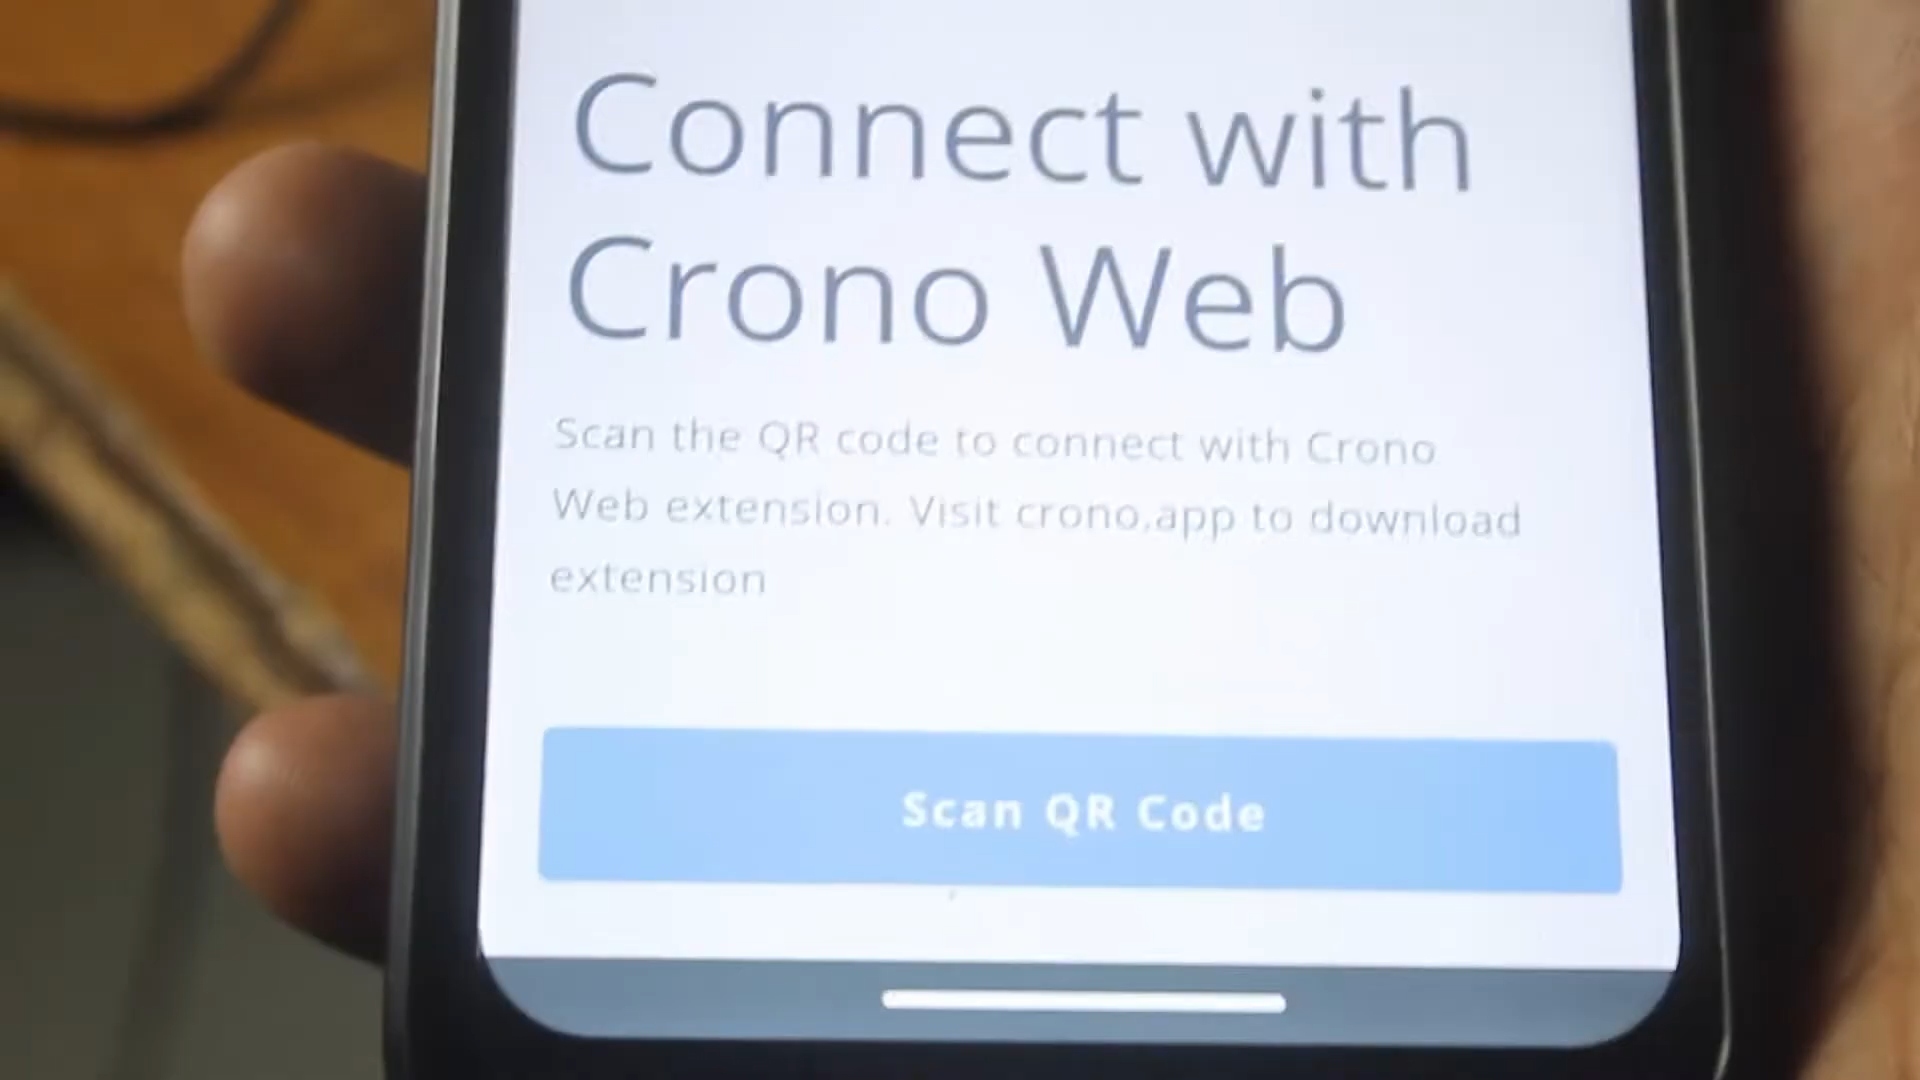 Connect with
Crono Web
Scan the QR code to connect with Crono
Web extension. Visit crono.app to download
extension
Scan QR Code